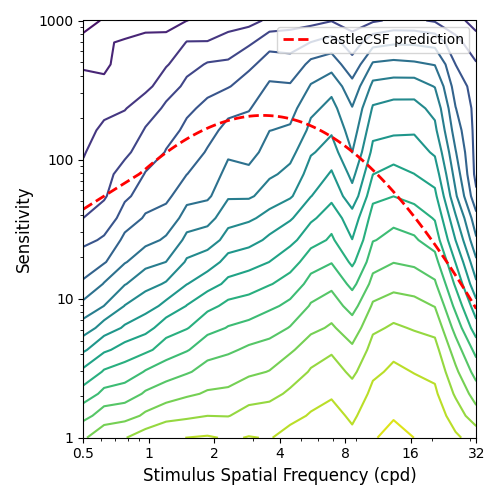 castleCSF prediction
1000
100
10
1
Sensitivity
0.5 1 2 4 8 16 32
Stimulus Spatial Frequency (cpd)